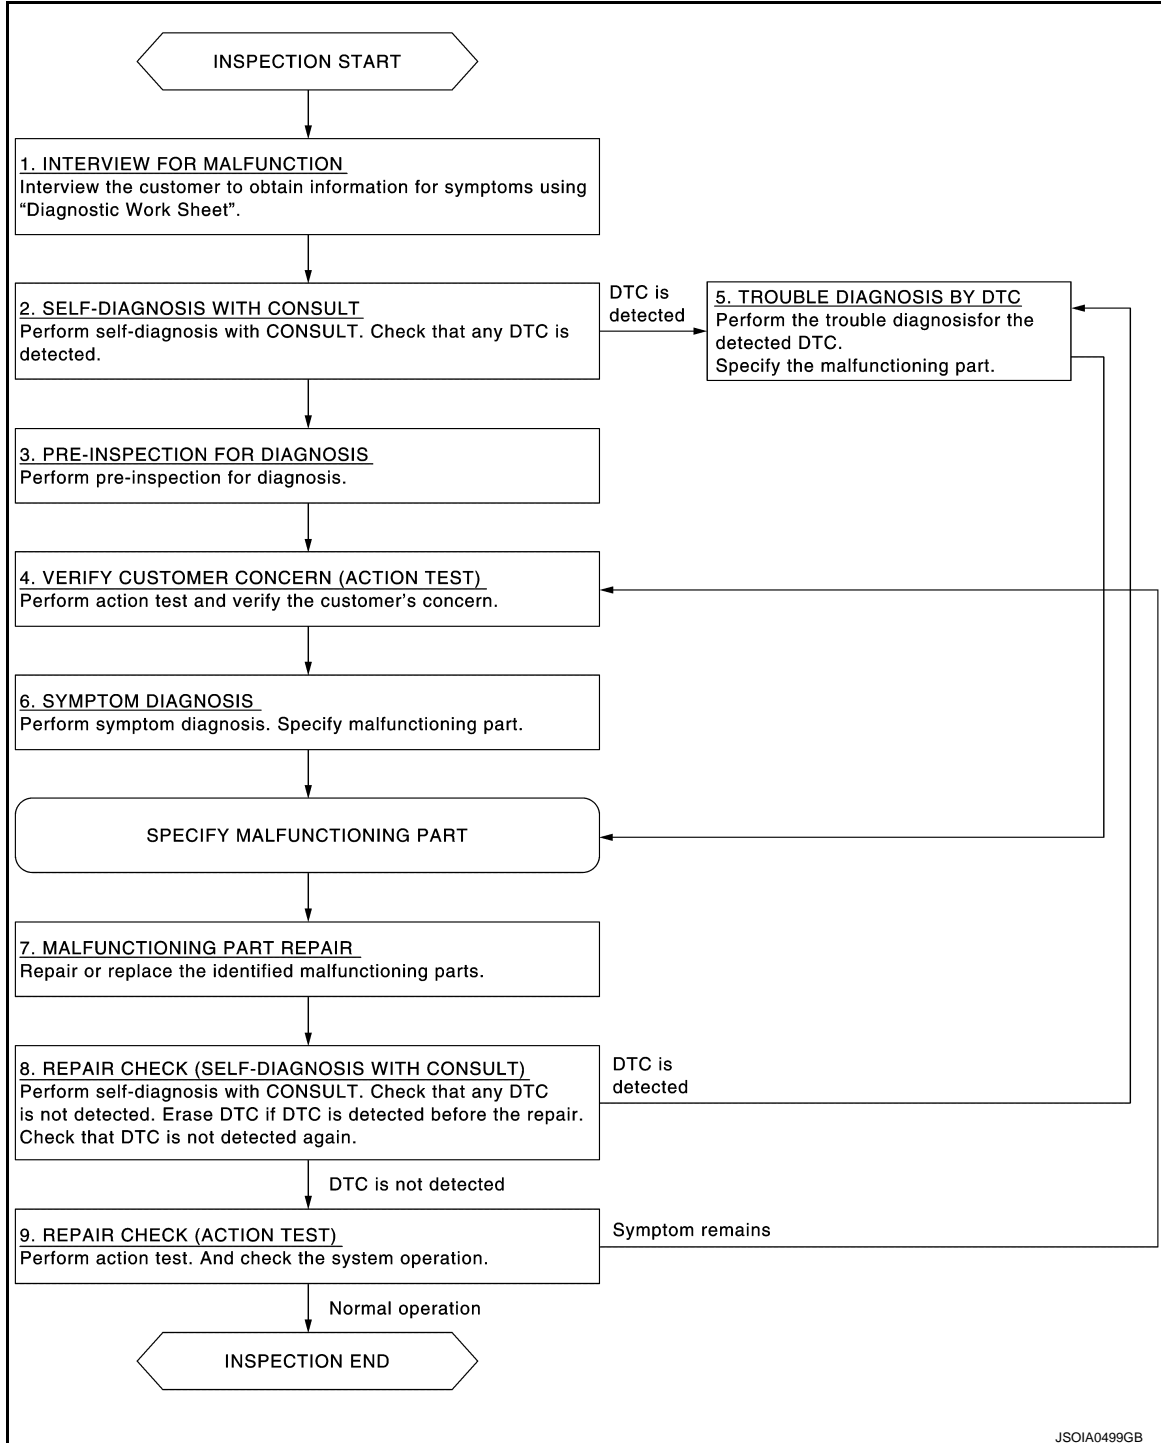 INSPECTION START
1. INTERVIEW FOR MALFUNCTION
Interview the customer to obtain information for symptoms using
“Diagnostic Work Sheet”.
2. SELF-DIAGNOSIS WITH CONSULT
Perform self-diagnosis with CONSULT. Check that any DTC is
detected.
DTC is
detected
5. TROUBLE DIAGNOSIS BY DTC
Perform the trouble diagnosisfor the
detected DTC.
Specify the malfunctioning part.
3. PRE-INSPECTION FOR DIAGNOSIS
Perform pre-inspection for diagnosis.
4. VERIFY CUSTOMER CONCERN (ACTION TEST)
Perform action test and verify the customer’s concern.
6. SYMPTOM DIAGNOSIS
Perform symptom diagnosis. Specify malfunctioning part.
SPECIFY MALFUNCTIONING PART
7. MALFUNCTIONING PART REPAIR
Repair or replace the identified malfunctioning parts.
8. REPAIR CHECK (SELF-DIAGNOSIS WITH CONSULT)
Perform self-diagnosis with CONSULT. Check that any DTC
is not detected. Erase DTC if DTC is detected before the repair.
Check that DTC is not detected again.
DTC is
detected
DTC is not detected
9. REPAIR CHECK (ACTION TEST)
Perform action test. And check the system operation.
Symptom remains
Normal operation
INSPECTION END
JSOIA0499GB